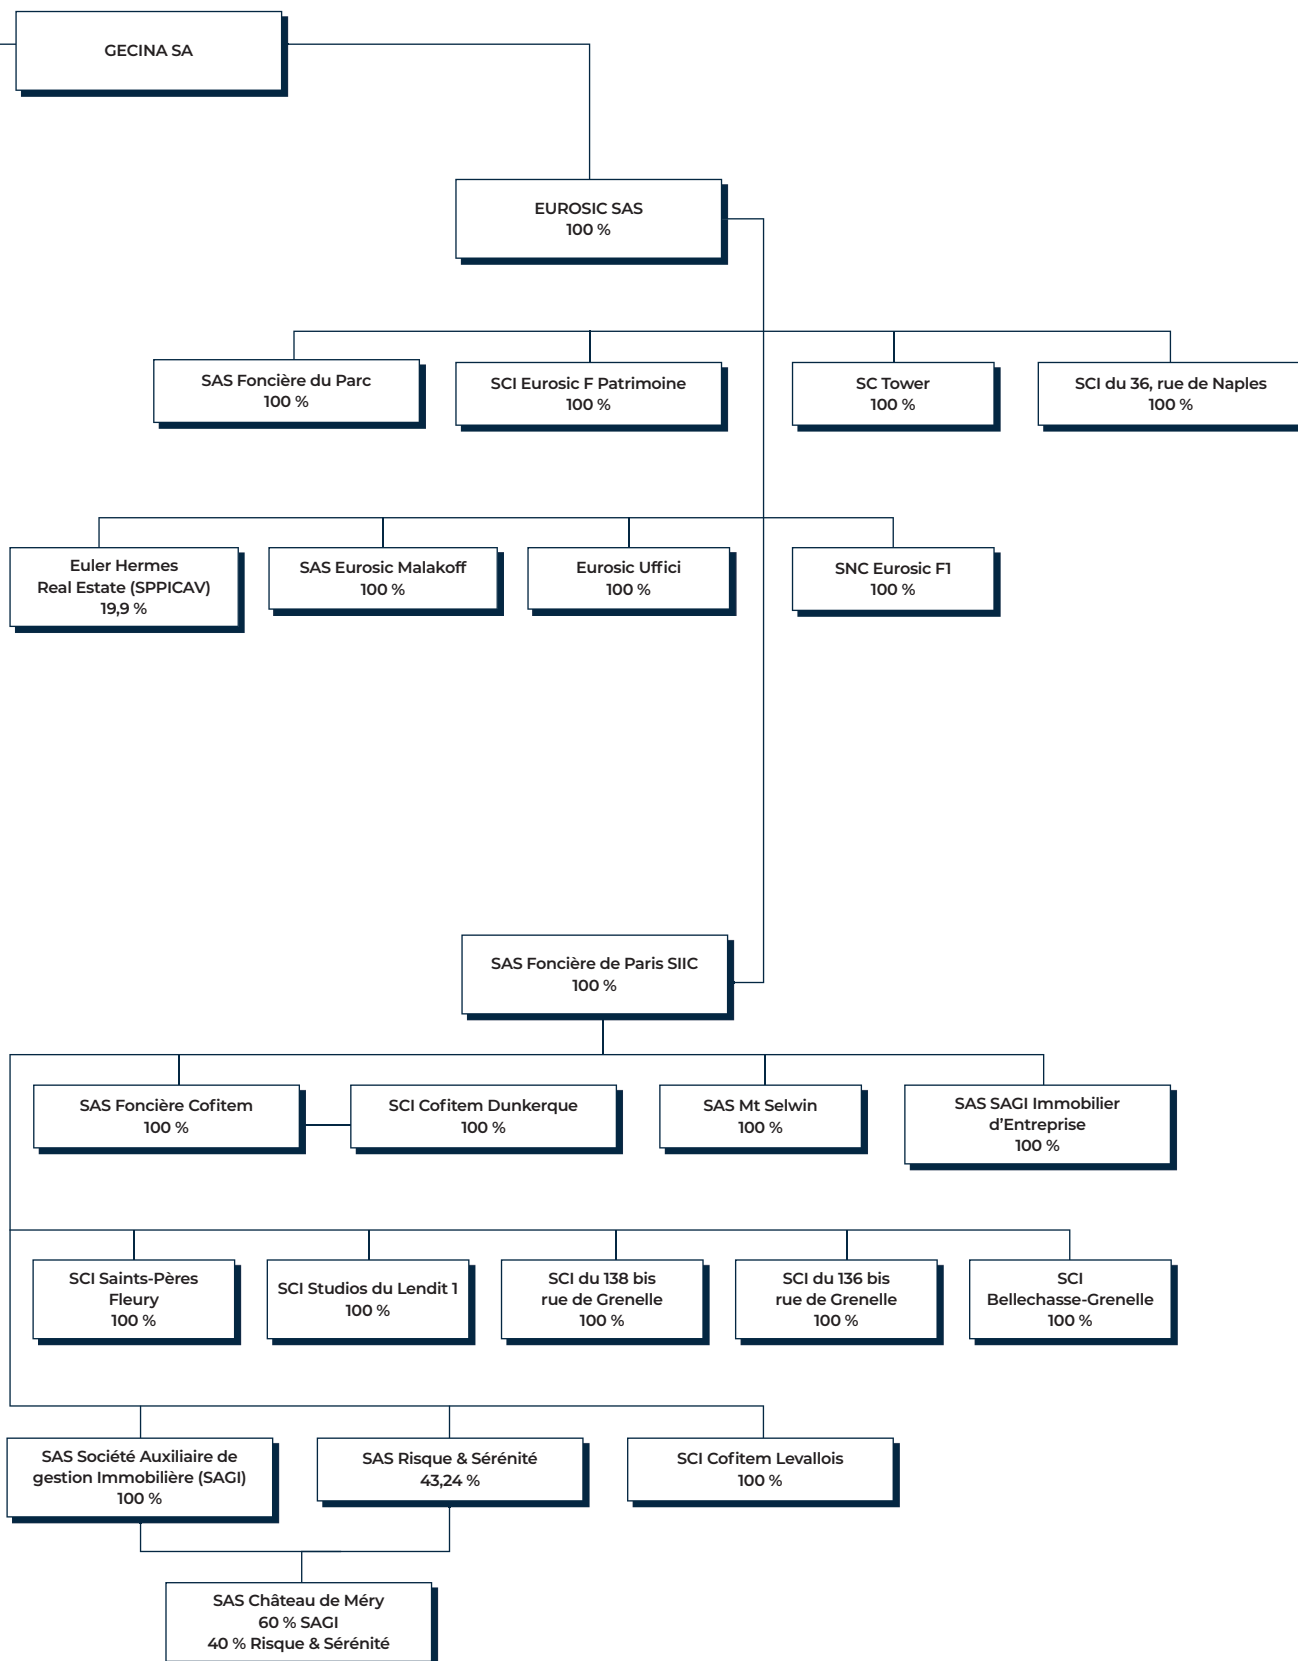 GECINA SA
EUROSIC SAS
100 %
SAS Foncière du Parc
100 %
SCI Eurosic F Patrimoine
100 %
SC Tower
100 %
SCI du 36, rue de Naples
100 %
Euler Hermes
Real Estate (SPPICAV)
19,9 %
SAS Eurosic Malakoff
100 %
Eurosic Uffici
100 %
SNC Eurosic F1
100 %
SAS Foncière de Paris SIIC
100 %
SAS Foncière Cofitem
100 %
SCI Cofitem Dunkerque
100 %
SAS Mt Selwin
100 %
SAS SAGI Immobilier
d’Entreprise
100 %
SCI Saints-Pères
Fleury
100 %
SCI Studios du Lendit 1
100 %
SCI du 138 bis
rue de Grenelle
100 %
SCI du 136 bis
rue de Grenelle
100 %
SCI
Bellechasse-Grenelle
100 %
SAS Société Auxiliaire de
gestion Immobilière (SAGI)
100 %
SAS Risque & Sérénité
43,24 %
SCI Cofitem Levallois
100 %
SAS Château de Méry
60 % SAGI
40 % Risque & Sérénité